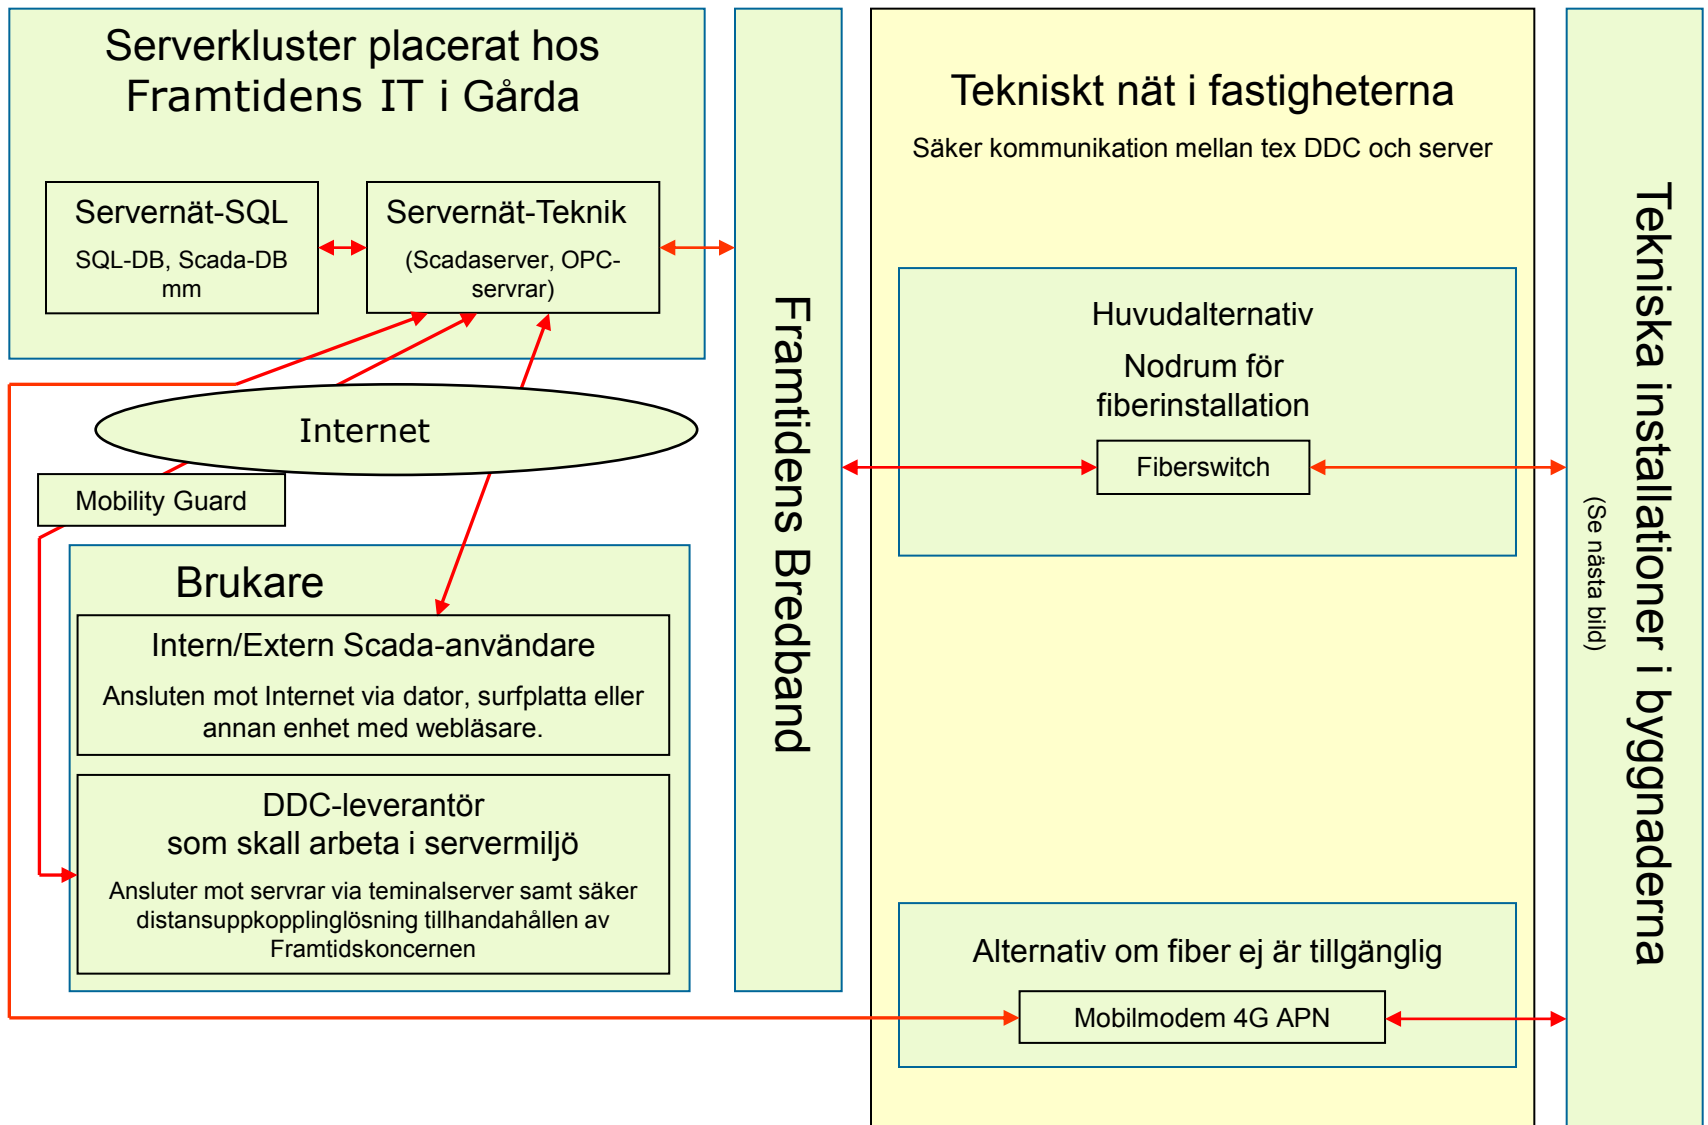 Serverkluster placerat hos
Framtidens IT i Gårda
Servernät-SQL
SQL-DB, Scada-DB
mm
Servernät-Teknik
(Scadaserver, OPC-
servrar)
Internet
Mobility Guard
Brukare
Intern/Extern Scada-användare
Ansluten mot Internet via dator, surfplatta eller
annan enhet med webläsare.
DDC-leverantör
som skall arbeta i servermiljö
Ansluter mot servrar via teminalserver samt säker
distansuppkopplinglösning tillhandahållen av
Framtidskoncernen
Framtidens Bredband
Tekniskt nät i fastigheterna
Säker kommunikation mellan tex DDC och server
Huvudalternativ
Nodrum för
fiberinstallation
Fiberswitch
Alternativ om fiber ej är tillgänglig
Mobilmodem 4G APN
Tekniska installationer i byggnaderna
(Se nästa bild)